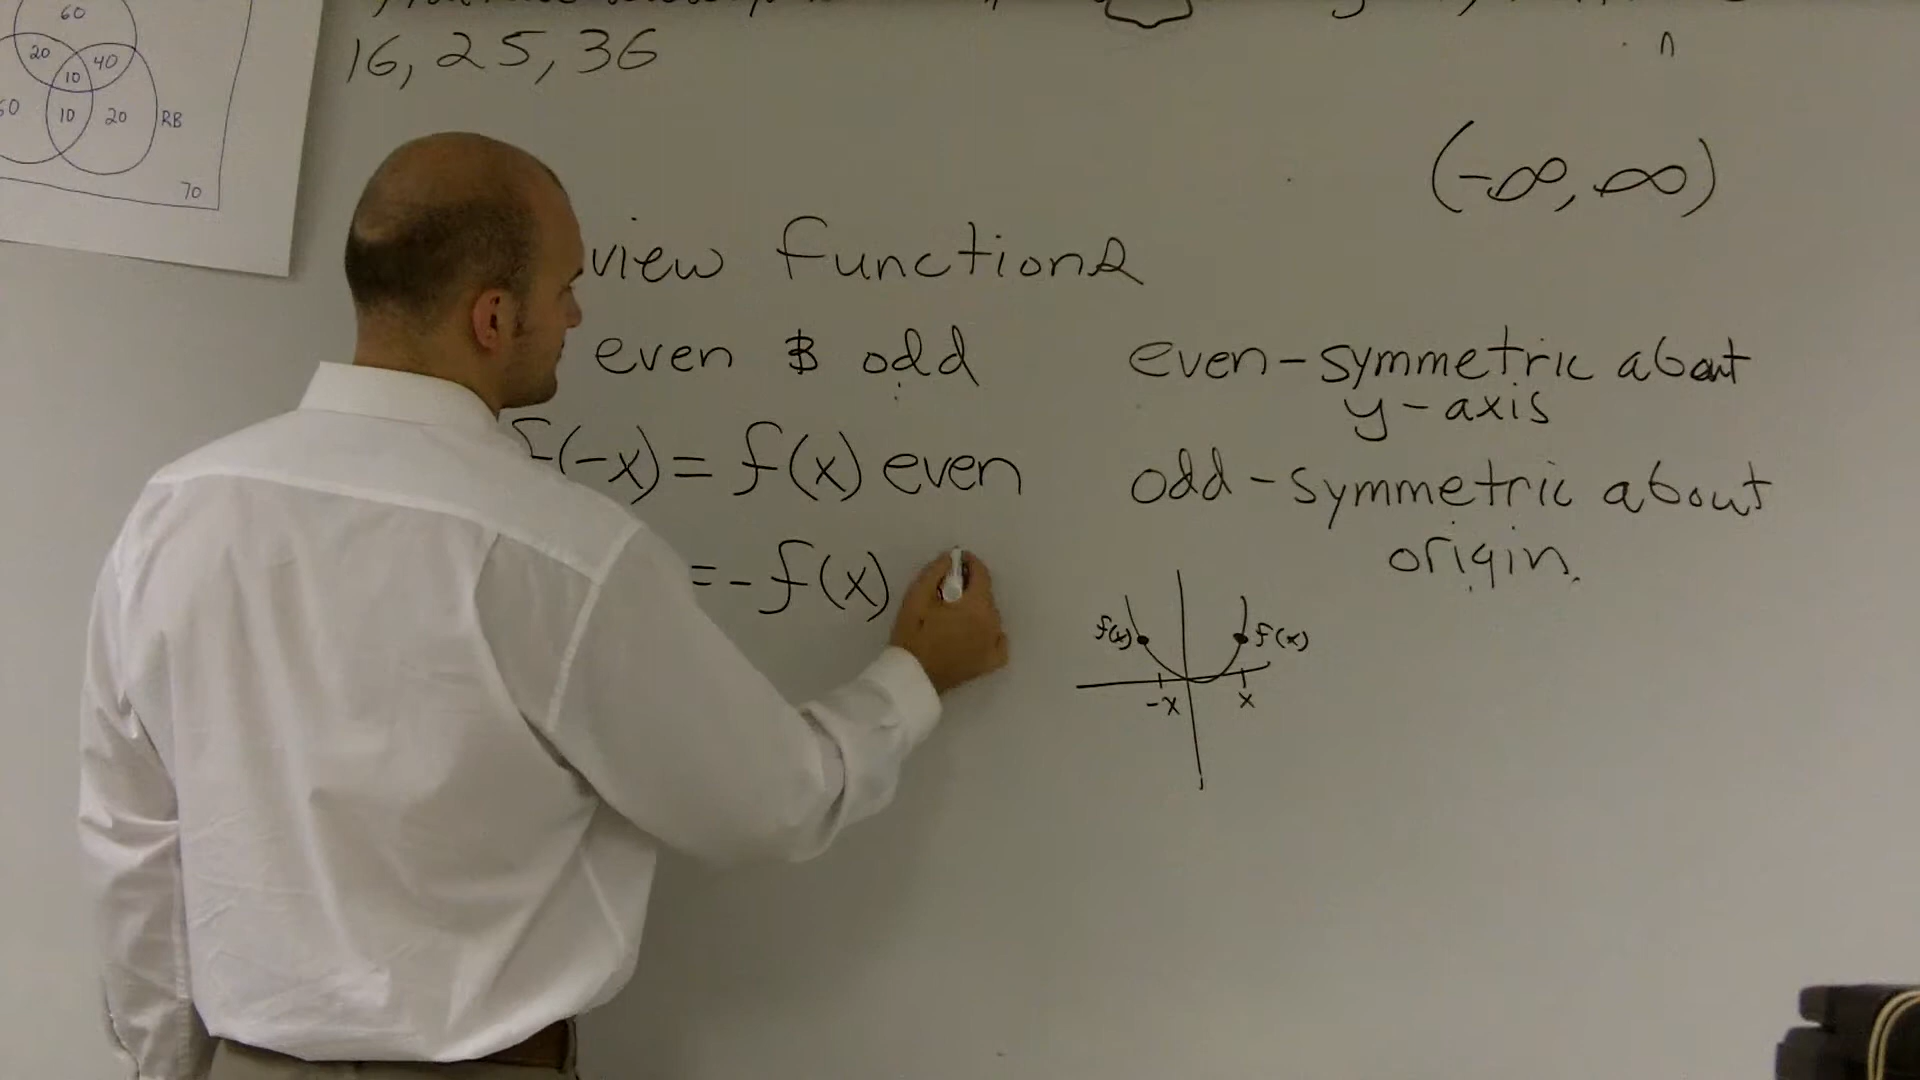 60
20
10
40
10
20
RB
70
16, 25, 36
n
(-∞, ∞)
view functions
even & odd
f(-x) = f(x) even
= -f(x)
even - symmetric about
y - axis
odd - symmetric about
origin.
f(x)
f(x)
-x
x